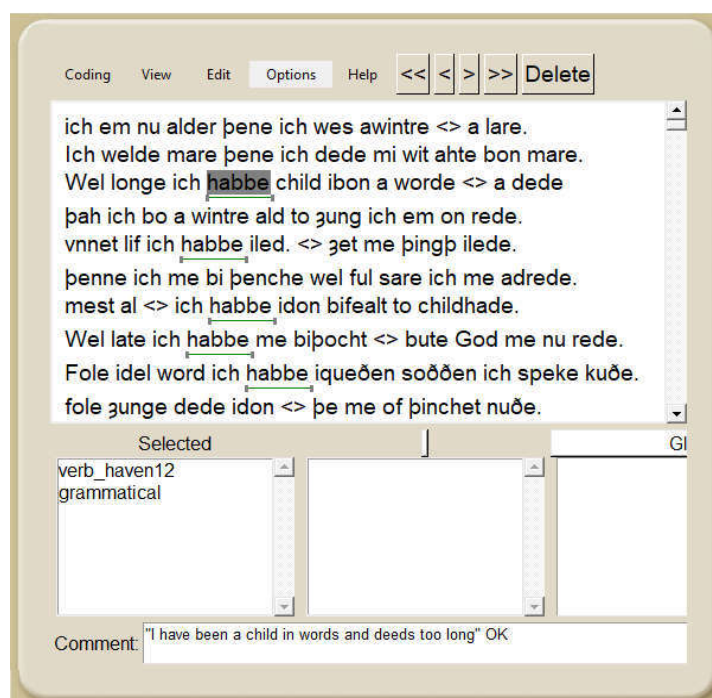 Coding View Edit Options Help << < > >> Delete
ich em nu alder þene ich wes awintre <> a lare.
Ich welde mare þene ich dede mi wit ahte bon mare.
Wel longe ich habbe child ibon a worde <> a dede
þah ich bo a wintre ald to ȝung ich em on rede.
vnnet lif ich habbe iled. <> ȝet me þingþ ilede.
þenne ich me bi þenche wel ful sare ich me adrede.
mest al <> ich habbe idon bifealt to childhade.
Wel late ich habbe me biþocht <> bute God me nu rede.
Fole idel word ich habbe iqueðen soððen ich speke kuðe.
fole ȝunge dede idon <> þe me of þinchet nuðe.
Selected Gl
verb_haven12
grammatical
Comment: "I have been a child in words and deeds too long" OK